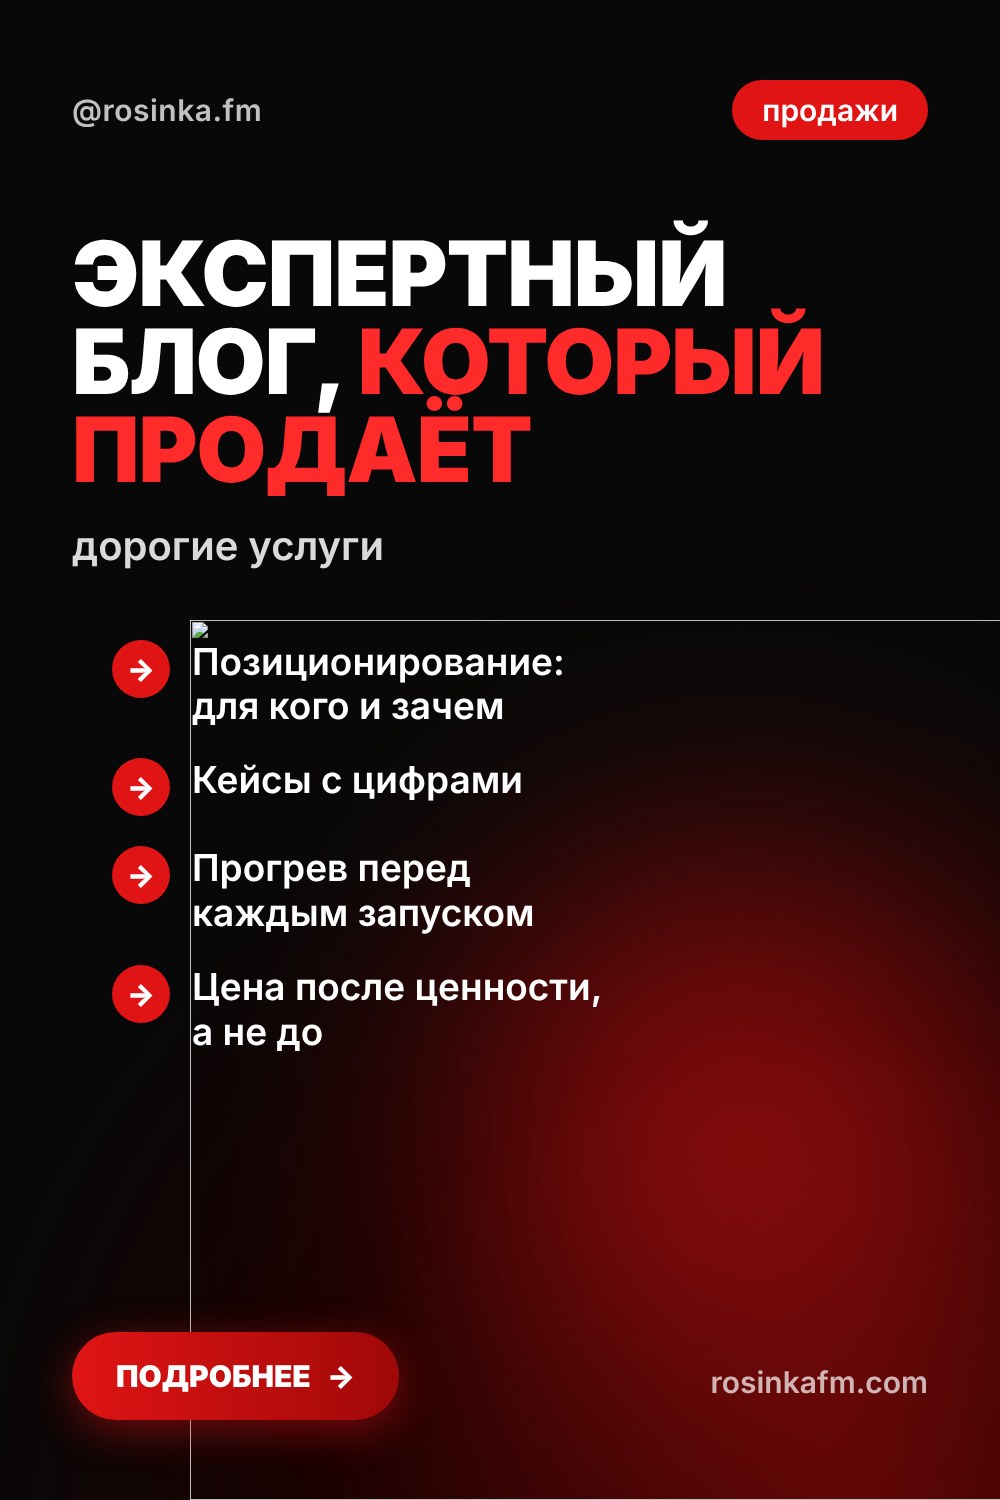 @rosinka.fm
продажи
ЭКСПЕРТНЫЙ
БЛОГ, КОТОРЫЙ
ПРОДАЁТ
дорогие услуги
→ Позиционирование:
для кого и зачем
→ Кейсы с цифрами
→ Прогрев перед
каждым запуском
→ Цена после ценности,
а не до
ПОДРОБНЕЕ →
rosinkafm.com